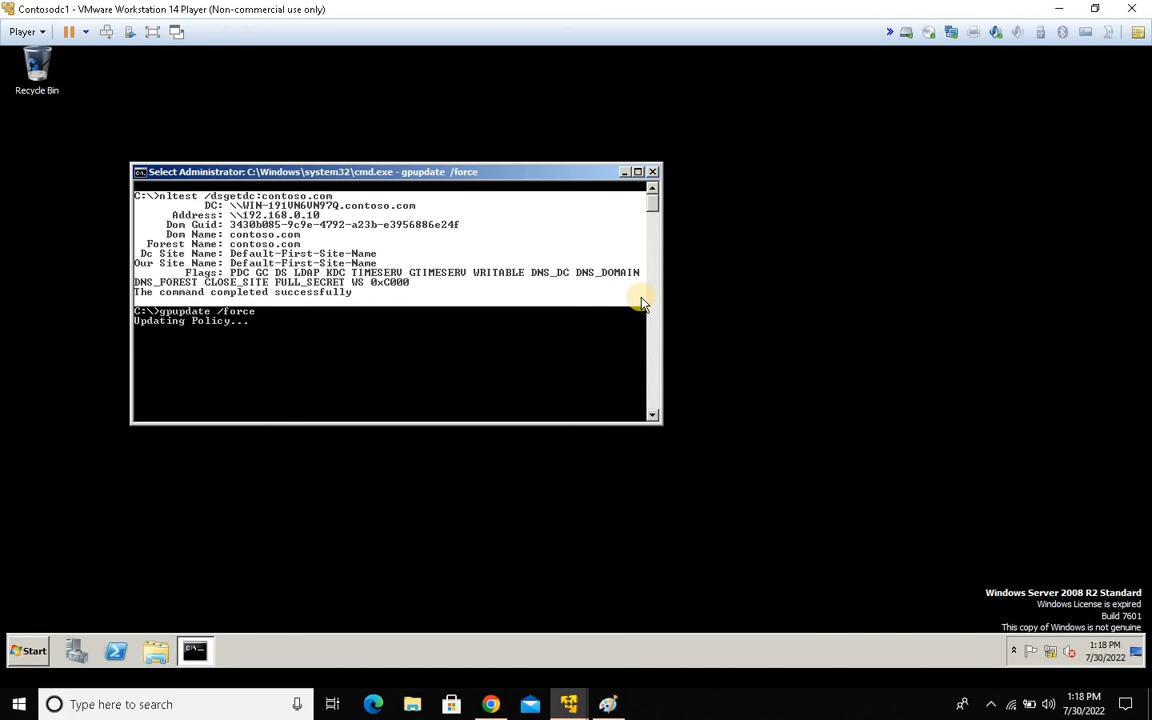 Contosodc1 - VMware Workstation 14 Player (Non-commercial use only)
Player
Recycle Bin
Select Administrator: C:\Windows\system32\cmd.exe - gpupdate /force
C:\>nltest /dsgetdc:contoso.com
DC: \\WIN-191VN6VN97Q.contoso.com
Address: \\192.168.0.10
Dom Guid: 3430b085-9c9e-4792-a23b-e3956886e24f
Dom Name: contoso.com
Forest Name: contoso.com
Dc Site Name: Default-First-Site-Name
Our Site Name: Default-First-Site-Name
Flags: PDC GC DS LDAP KDC TIMESERV GTIMESERV WRITABLE DNS_DC DNS_DOMAIN
DNS_FOREST CLOSE_SITE FULL_SECRET WS 0xC000
The command completed successfully
C:\>gpupdate /force
Updating Policy...
Windows Server 2008 R2 Standard
Windows License is expired
Build 7601
This copy of Windows is not genuine
Start
1:18 PM
7/30/2022
Type here to search
1:18 PM
7/30/2022